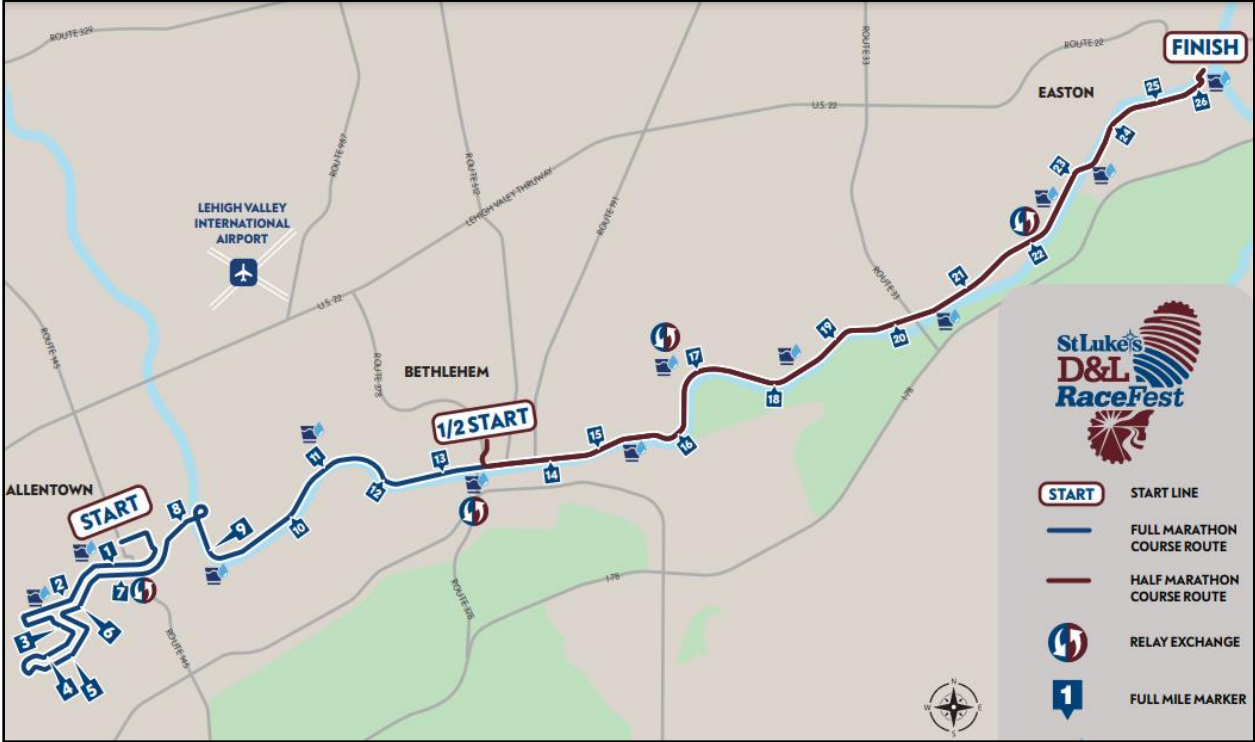 ROUTE 329
ROUTE 22
FINISH
ROUTE 33
EASTON
25
26
U.S. 22
24
ROUTE 987
ROUTE 512
23
LEHIGH VALEY THRUWAY
ROUTE 191
LEHIGH VALLEY
INTERNATIONAL
AIRPORT
22
ROUTE 33
21
U.S. 22
19
20
ROUTE 145
ROUTE 378
BETHLEHEM
17
18
I-78
1/2 START
15
16
14
13
11
12
10
ALLENTOWN
START
8
9
1
2
7
3
6
4
5
ROUTE 145
ROUTE 378
I-78
N
W
E
S
StLuke's
D&L
RaceFest
START
START LINE
FULL MARATHON
COURSE ROUTE
HALF MARATHON
COURSE ROUTE
RELAY EXCHANGE
1
FULL MILE MARKER